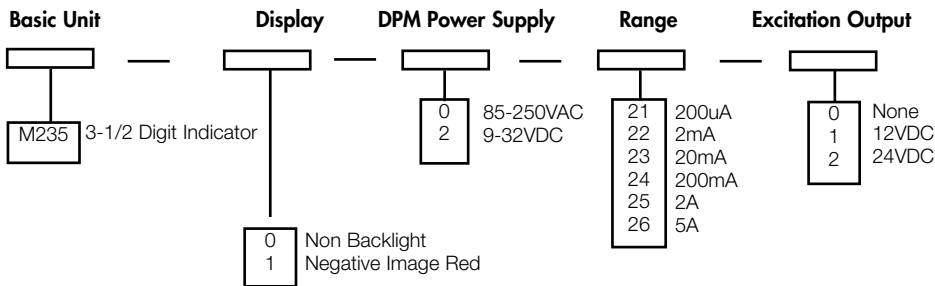 Basic Unit
Display
DPM Power Supply
Range
Excitation Output
M235 3-1/2 Digit Indicator
0 Non Backlight
1 Negative Image Red
0 85-250VAC
2 9-32VDC
21 200uA
22 2mA
23 20mA
24 200mA
25 2A
26 5A
0 None
1 12VDC
2 24VDC